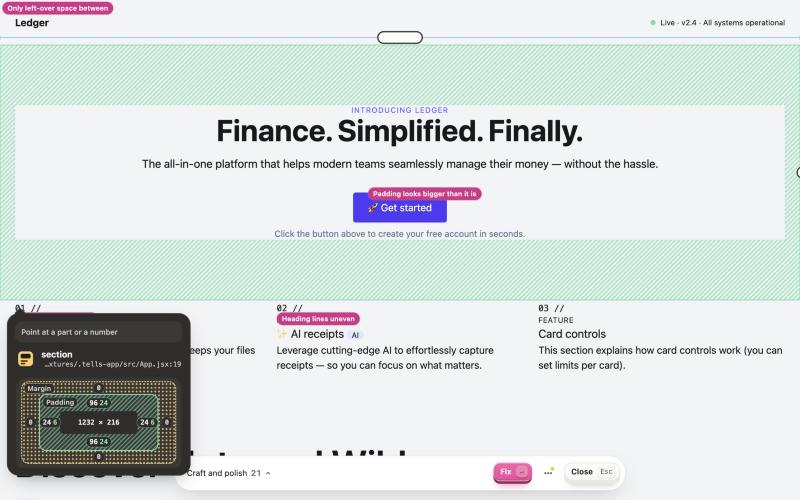 Only left-over space between
Ledger
Live · v2.4 · All systems operational
INTRODUCING LEDGER
Finance. Simplified. Finally.
The all-in-one platform that helps modern teams seamlessly manage their money — without the hassle.
Padding looks bigger than it is
🚀 Get started
Click the button above to create your free account in seconds.
01 //
02 //
Heading lines uneven
✨ AI receipts AI
Leverage cutting-edge AI to effortlessly capture
receipts — so you can focus on what matters.
03 //
FEATURE
Card controls
This section explains how card controls work (you can
set limits per card).
eeps your files
Point at a part or a number
section
…xtures/.tells-app/src/App.jsx:19
Margin 0
Padding 96 24
0 24 6 1232 × 216 24 6 0
96 24
0
Craft and polish 21
Fix
Close Esc